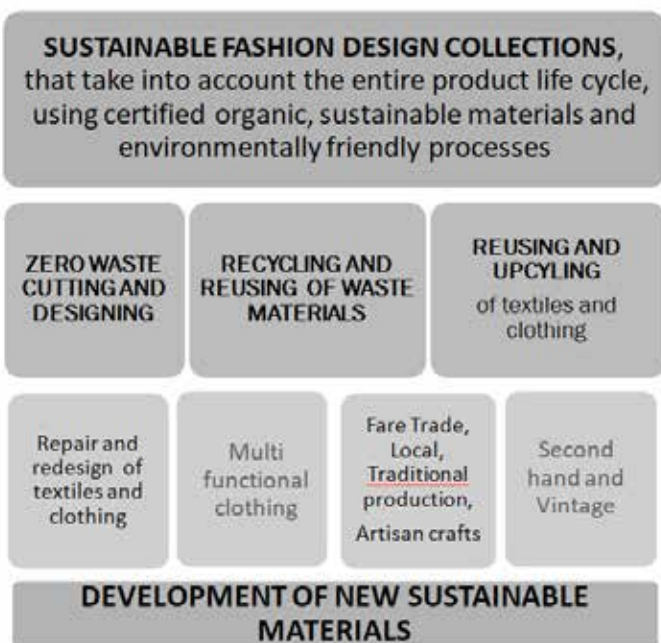 SUSTAINABLE FASHION DESIGN COLLECTIONS,
that take into account the entire product life cycle,
using certified organic, sustainable materials and
environmentally friendly processes
ZERO WASTE
CUTTING AND
DESIGNING
RECYCLING AND
REUSING OF WASTE
MATERIALS
REUSING AND
UPCYLING
of textiles and
clothing
Repair and
redesign of
textiles and
clothing
Multi
functional
clothing
Fare Trade,
Local,
Traditional
production,
Artisan crafts
Second
hand and
Vintage
DEVELOPMENT OF NEW SUSTAINABLE
MATERIALS